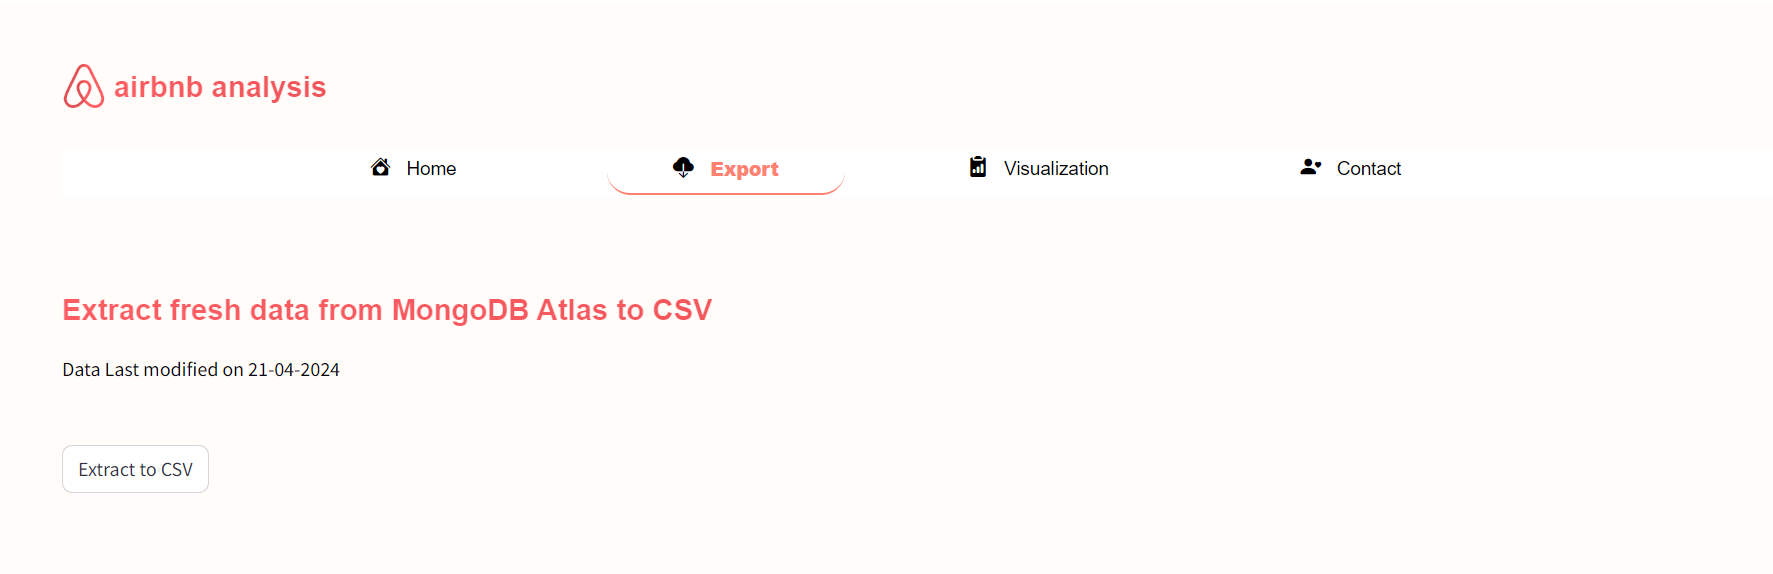 airbnb analysis
Home Export Visualization Contact
Extract fresh data from MongoDB Atlas to CSV
Data Last modified on 21-04-2024
Extract to CSV